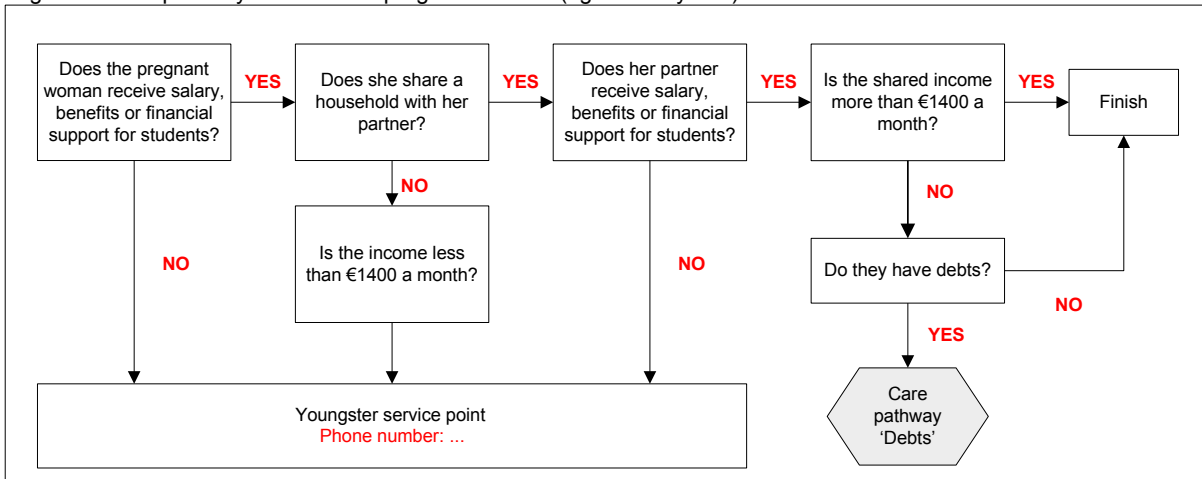 Does the pregnant
woman receive salary,
benefits or financial
support for students?
YES
Does she share a
household with her
partner?
YES
Does her partner
receive salary,
benefits or financial
support for students?
YES
Is the shared income
more than €1400 a
month?
YES
Finish
NO
NO
Is the income less
than €1400 a month?
NO
NO
Do they have debts?
NO
YES
Youngster service point
Phone number: ...
Care
pathway
'Debts'